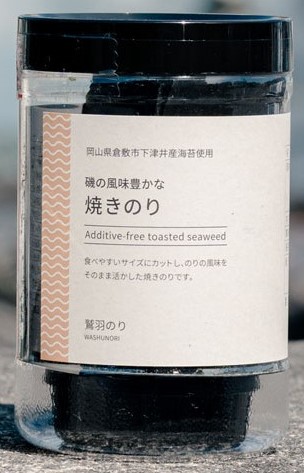 岡山県倉敷市下津井産海苔使用
磯の風味豊かな
焼きのり
Additive-free toasted seaweed
食べやすいサイズにカットし、のりの風味を
そのまま活かした焼きのりです。
鷲羽のり
WASHUNORI